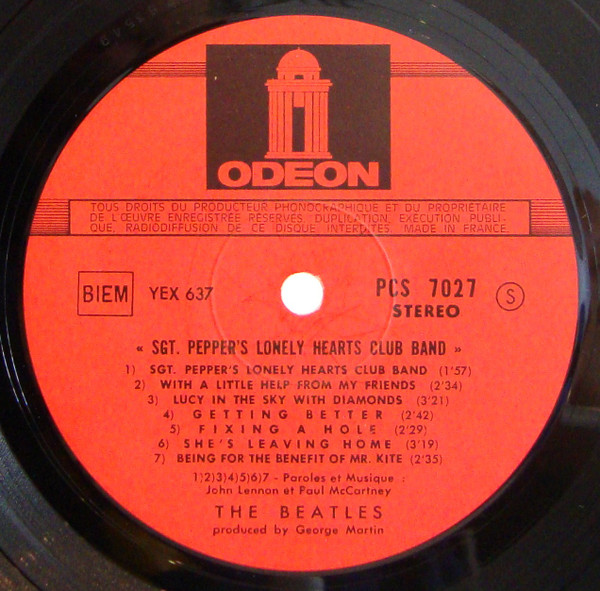 ODEON
TOUS DROITS DU PRODUCTEUR PHONOGRAPHIQUE ET DU PROPRIÉTAIRE
DE L'ŒUVRE ENREGISTRÉE RÉSERVÉS. DUPLICATION, EXÉCUTION PUBLI-
QUE, RADIODIFFUSION DE CE DISQUE INTERDITES. MADE IN FRANCE.
BIEM YEX 637 PCS 7027 S
STEREO
« SGT. PEPPER'S LONELY HEARTS CLUB BAND »
1) SGT. PEPPER'S LONELY HEARTS CLUB BAND (1'57)
2) WITH A LITTLE HELP FROM MY FRIENDS (2'34)
3) LUCY IN THE SKY WITH DIAMONDS (3'21)
4) GETTING BETTER (2'42)
5) FIXING A HOLE (2'29)
6) SHE'S LEAVING HOME (3'19)
7) BEING FOR THE BENEFIT OF MR. KITE (2'35)
1)2)3)4)5)6)7 - Paroles et Musique :
John Lennon et Paul McCartney
THE BEATLES
produced by George Martin